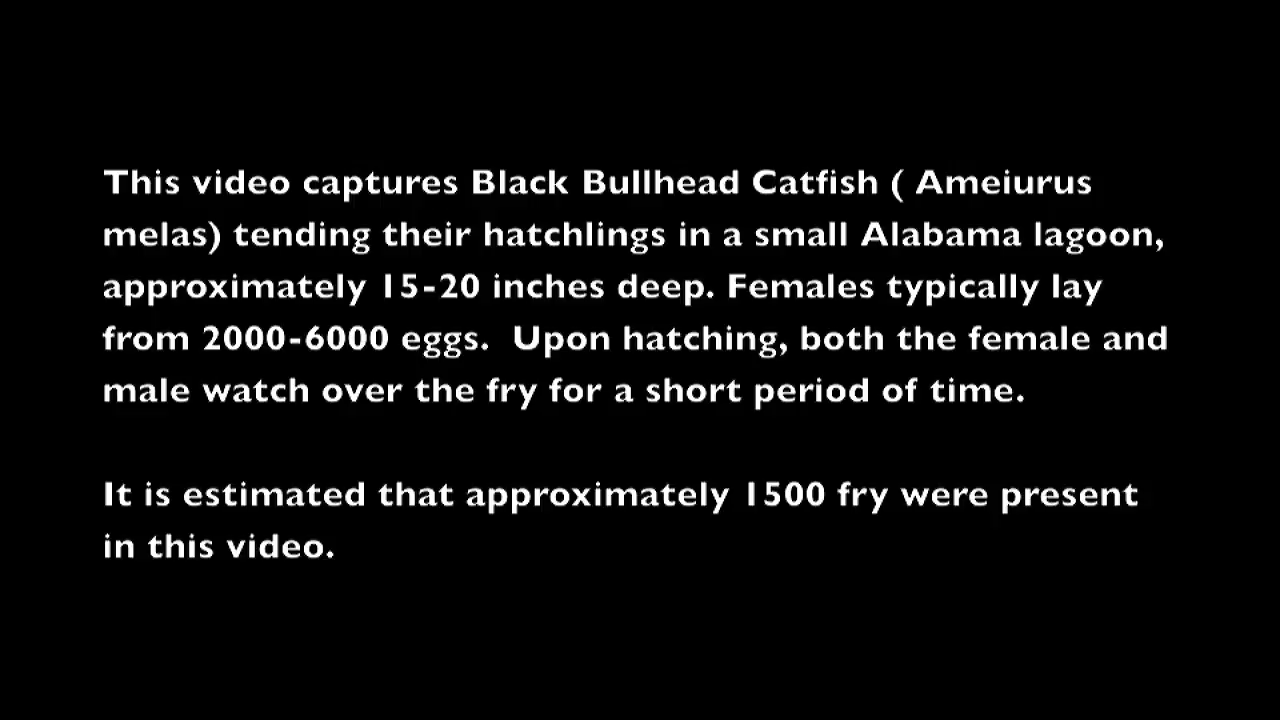 This video captures Black Bullhead Catfish ( Ameiurus
melas) tending their hatchlings in a small Alabama lagoon,
approximately 15-20 inches deep. Females typically lay
from 2000-6000 eggs.  Upon hatching, both the female and
male watch over the fry for a short period of time.
It is estimated that approximately 1500 fry were present
in this video.